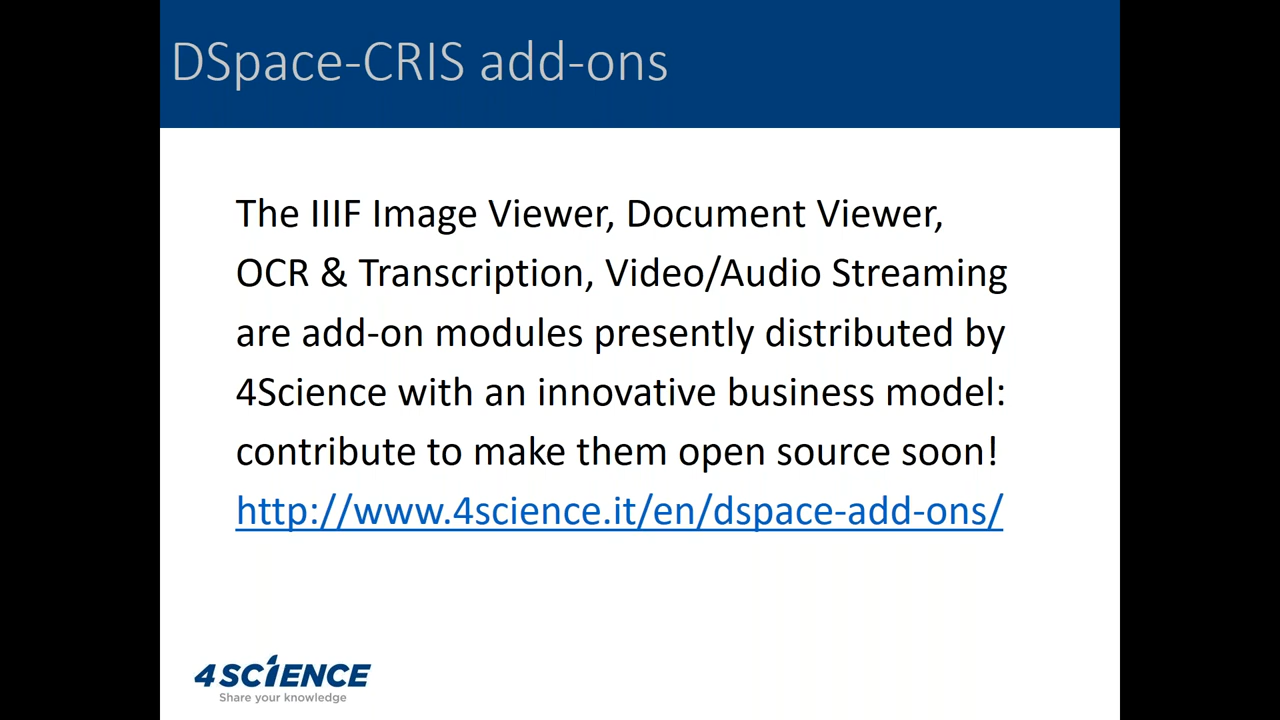 DSpace-CRIS add-ons
The IIIF Image Viewer, Document Viewer,
OCR & Transcription, Video/Audio Streaming
are add-on modules presently distributed by
4Science with an innovative business model:
contribute to make them open source soon!
http://www.4science.it/en/dspace-add-ons/
4SCIENCE
Share your knowledge